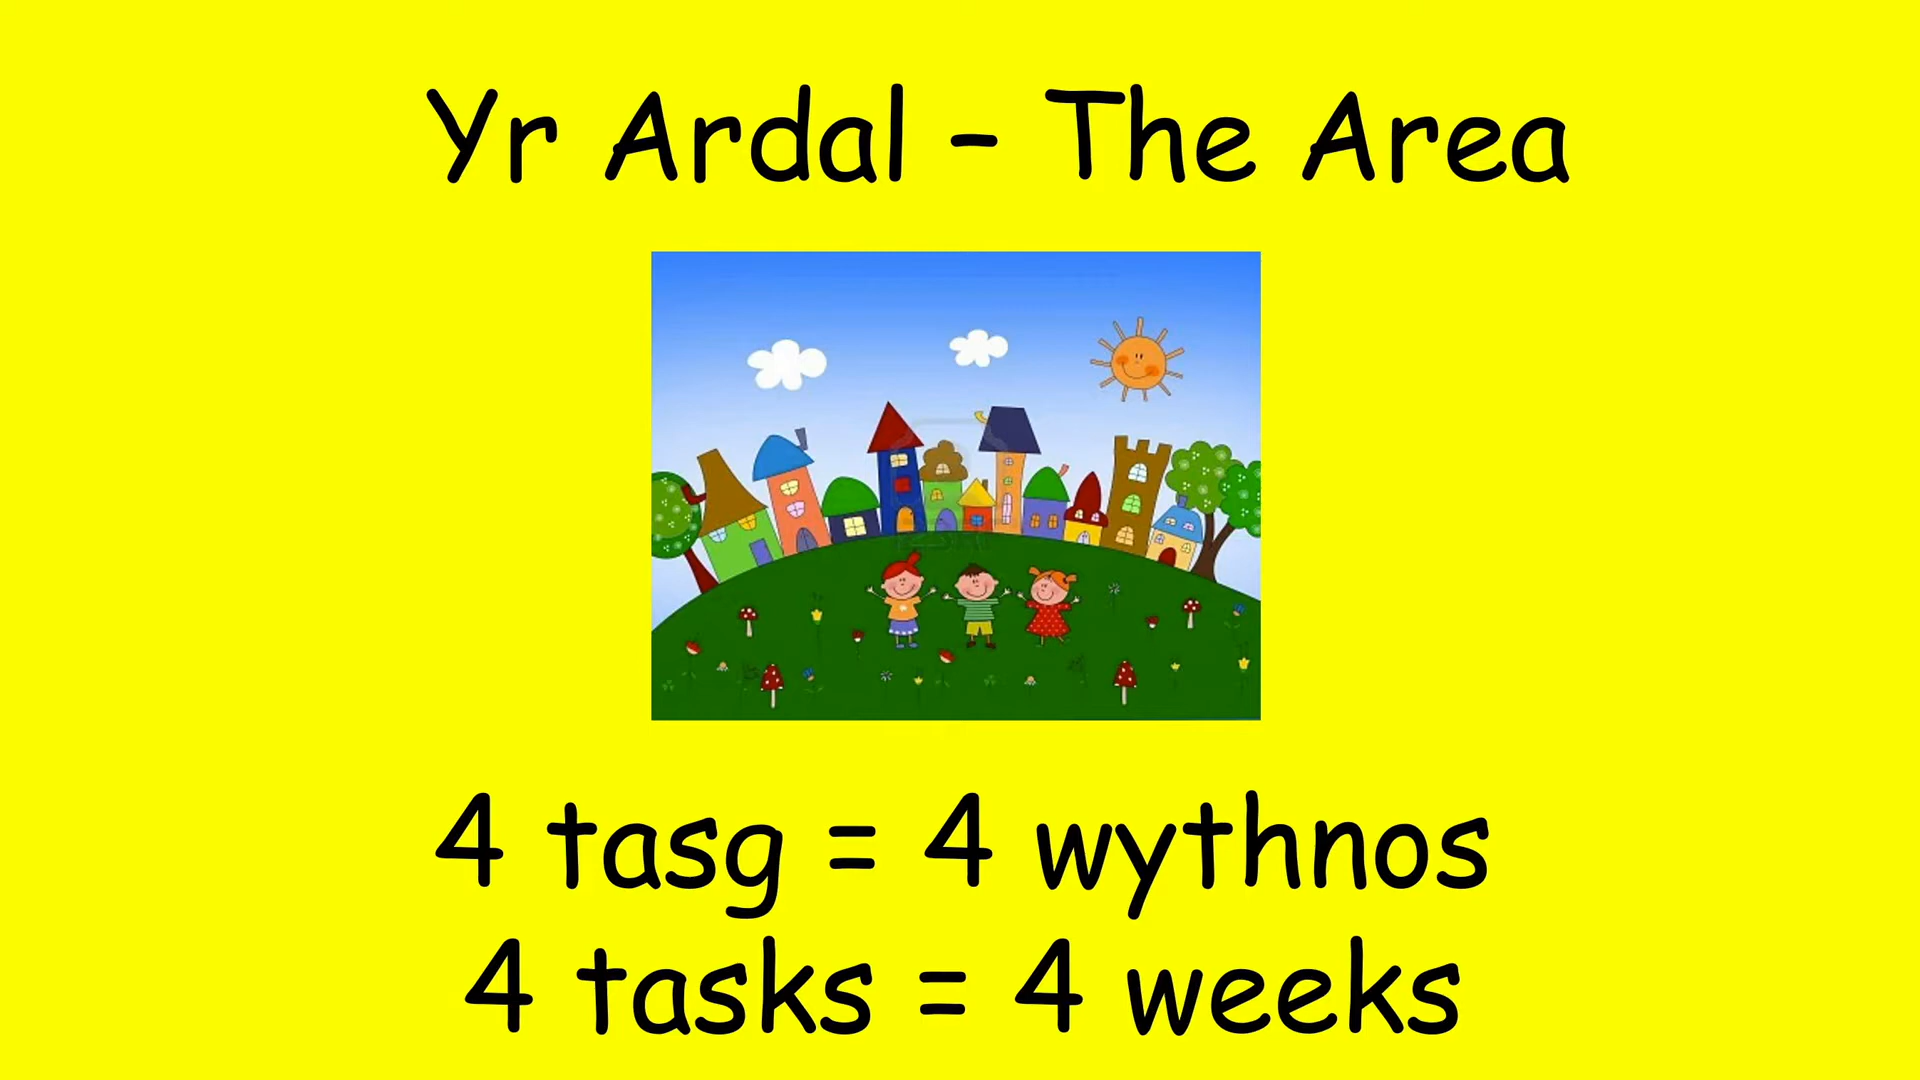 Yr Ardal – The Area
4 tasg = 4 wythnos
4 tasks = 4 weeks